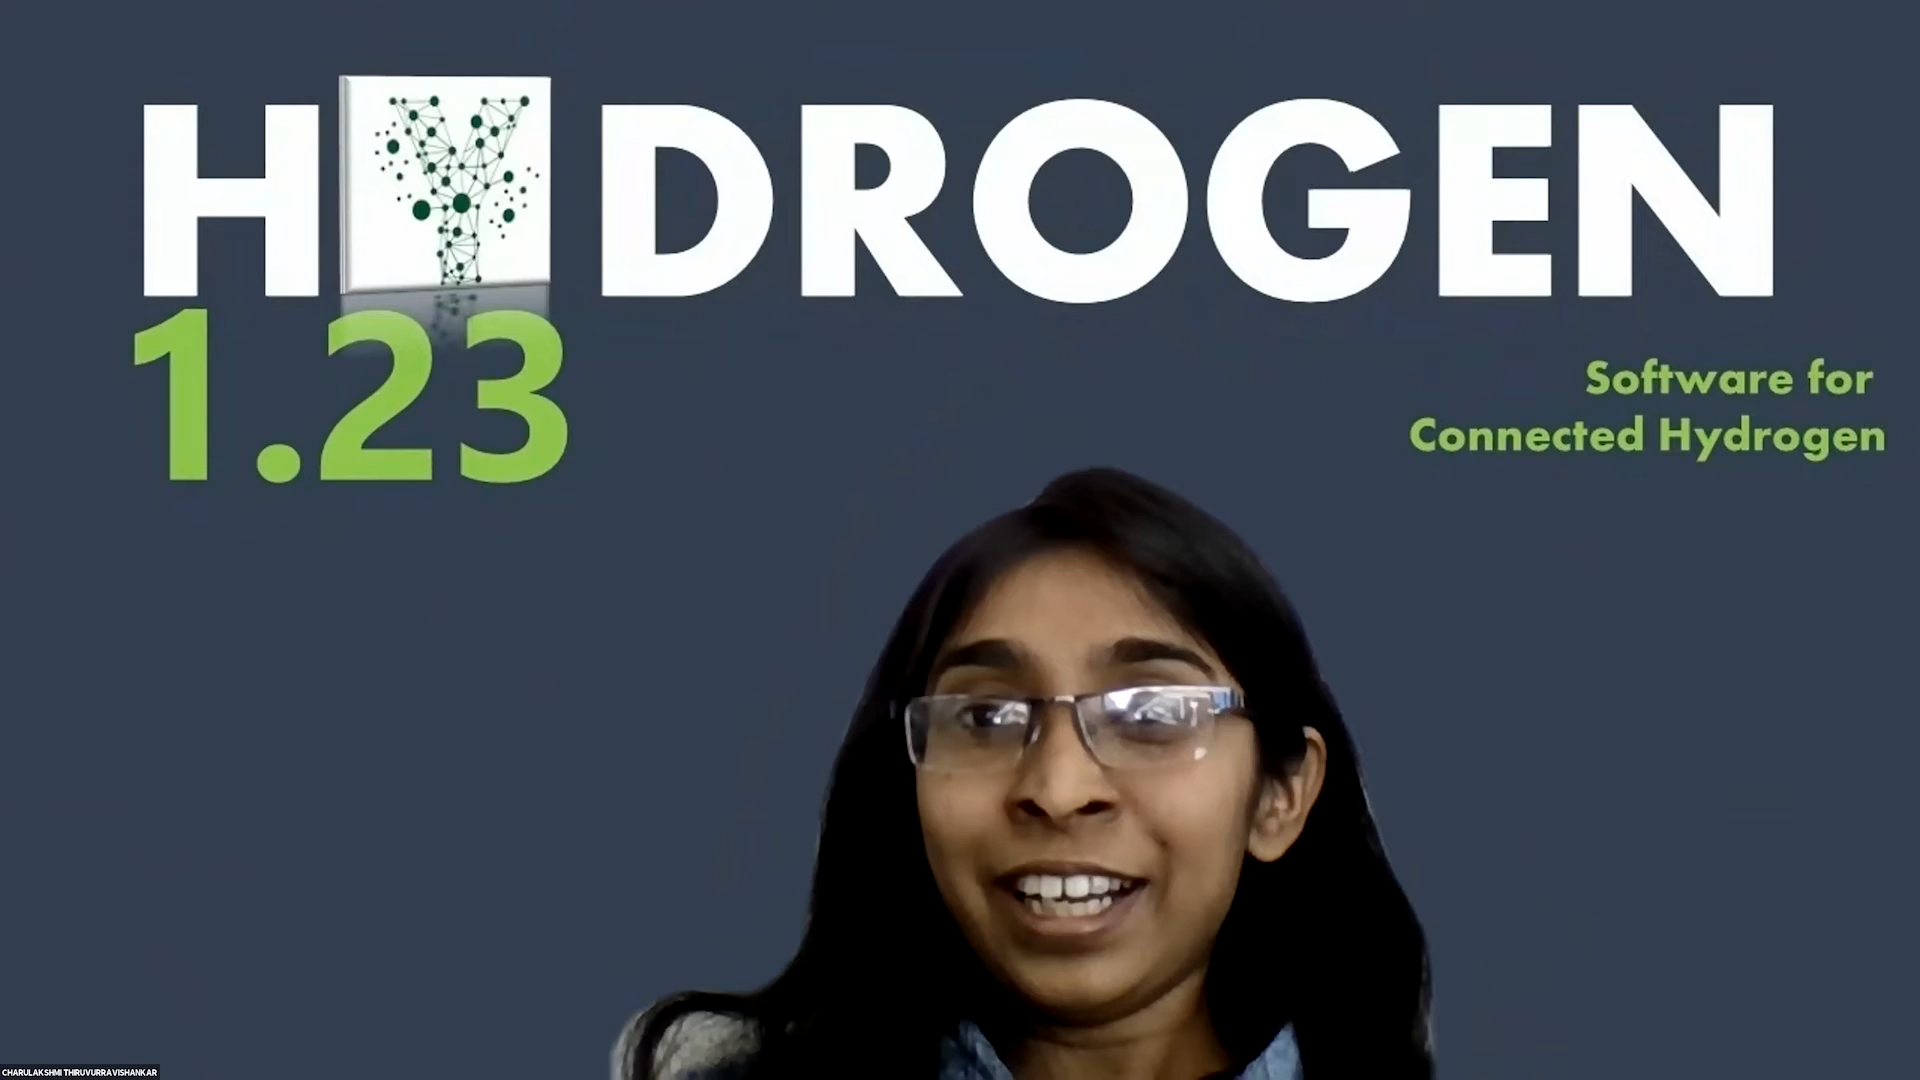 HYDROGEN
1.23
Software for
Connected Hydrogen
CHARULAKSHMI THIRUVURRAVISHANKAR